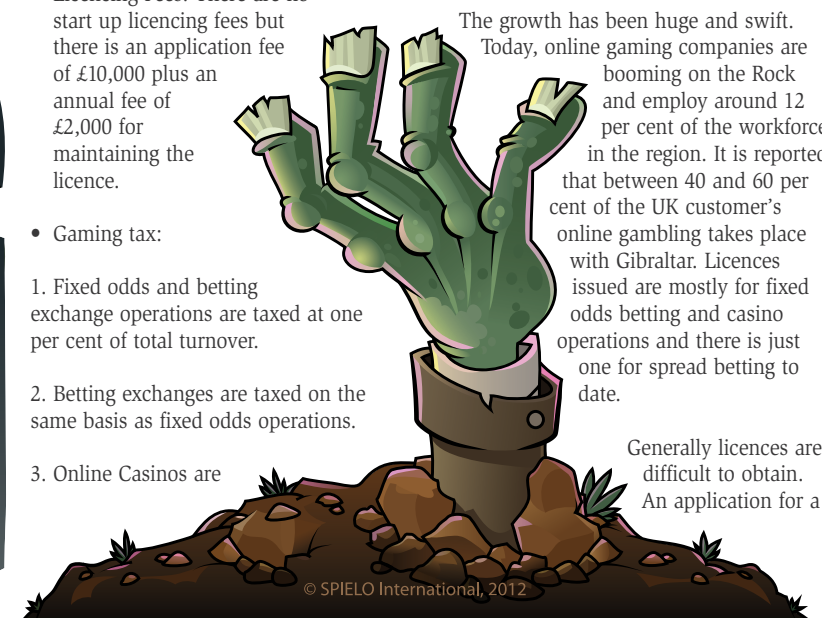 start up licencing fees but
there is an application fee
of £10,000 plus an
annual fee of
£2,000 for
maintaining the
licence.
• Gaming tax:
1. Fixed odds and betting
exchange operations are taxed at one
per cent of total turnover.
2. Betting exchanges are taxed on the
same basis as fixed odds operations.
3. Online Casinos are
The growth has been huge and swift.
Today, online gaming companies are
booming on the Rock
and employ around 12
per cent of the workforce
in the region. It is reported
that between 40 and 60 per
cent of the UK customer's
online gambling takes place
with Gibraltar. Licences
issued are mostly for fixed
odds betting and casino
operations and there is just
one for spread betting to
date.
Generally licences are
difficult to obtain.
An application for a
© SPIELO International, 2012